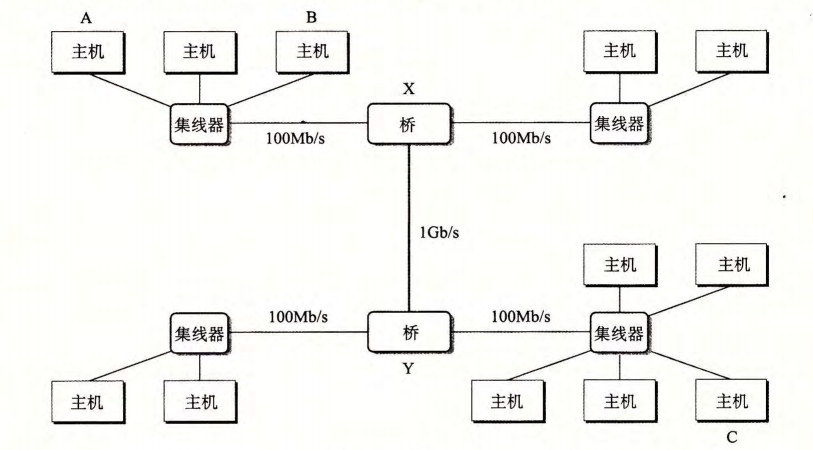 A
B
主机
主机
主机
主机
主机
X
集线器
桥
集线器
100Mb/s
100Mb/s
1Gb/s
主机
主机
100Mb/s
100Mb/s
集线器
桥
集线器
Y
主机
主机
主机
主机
主机
C